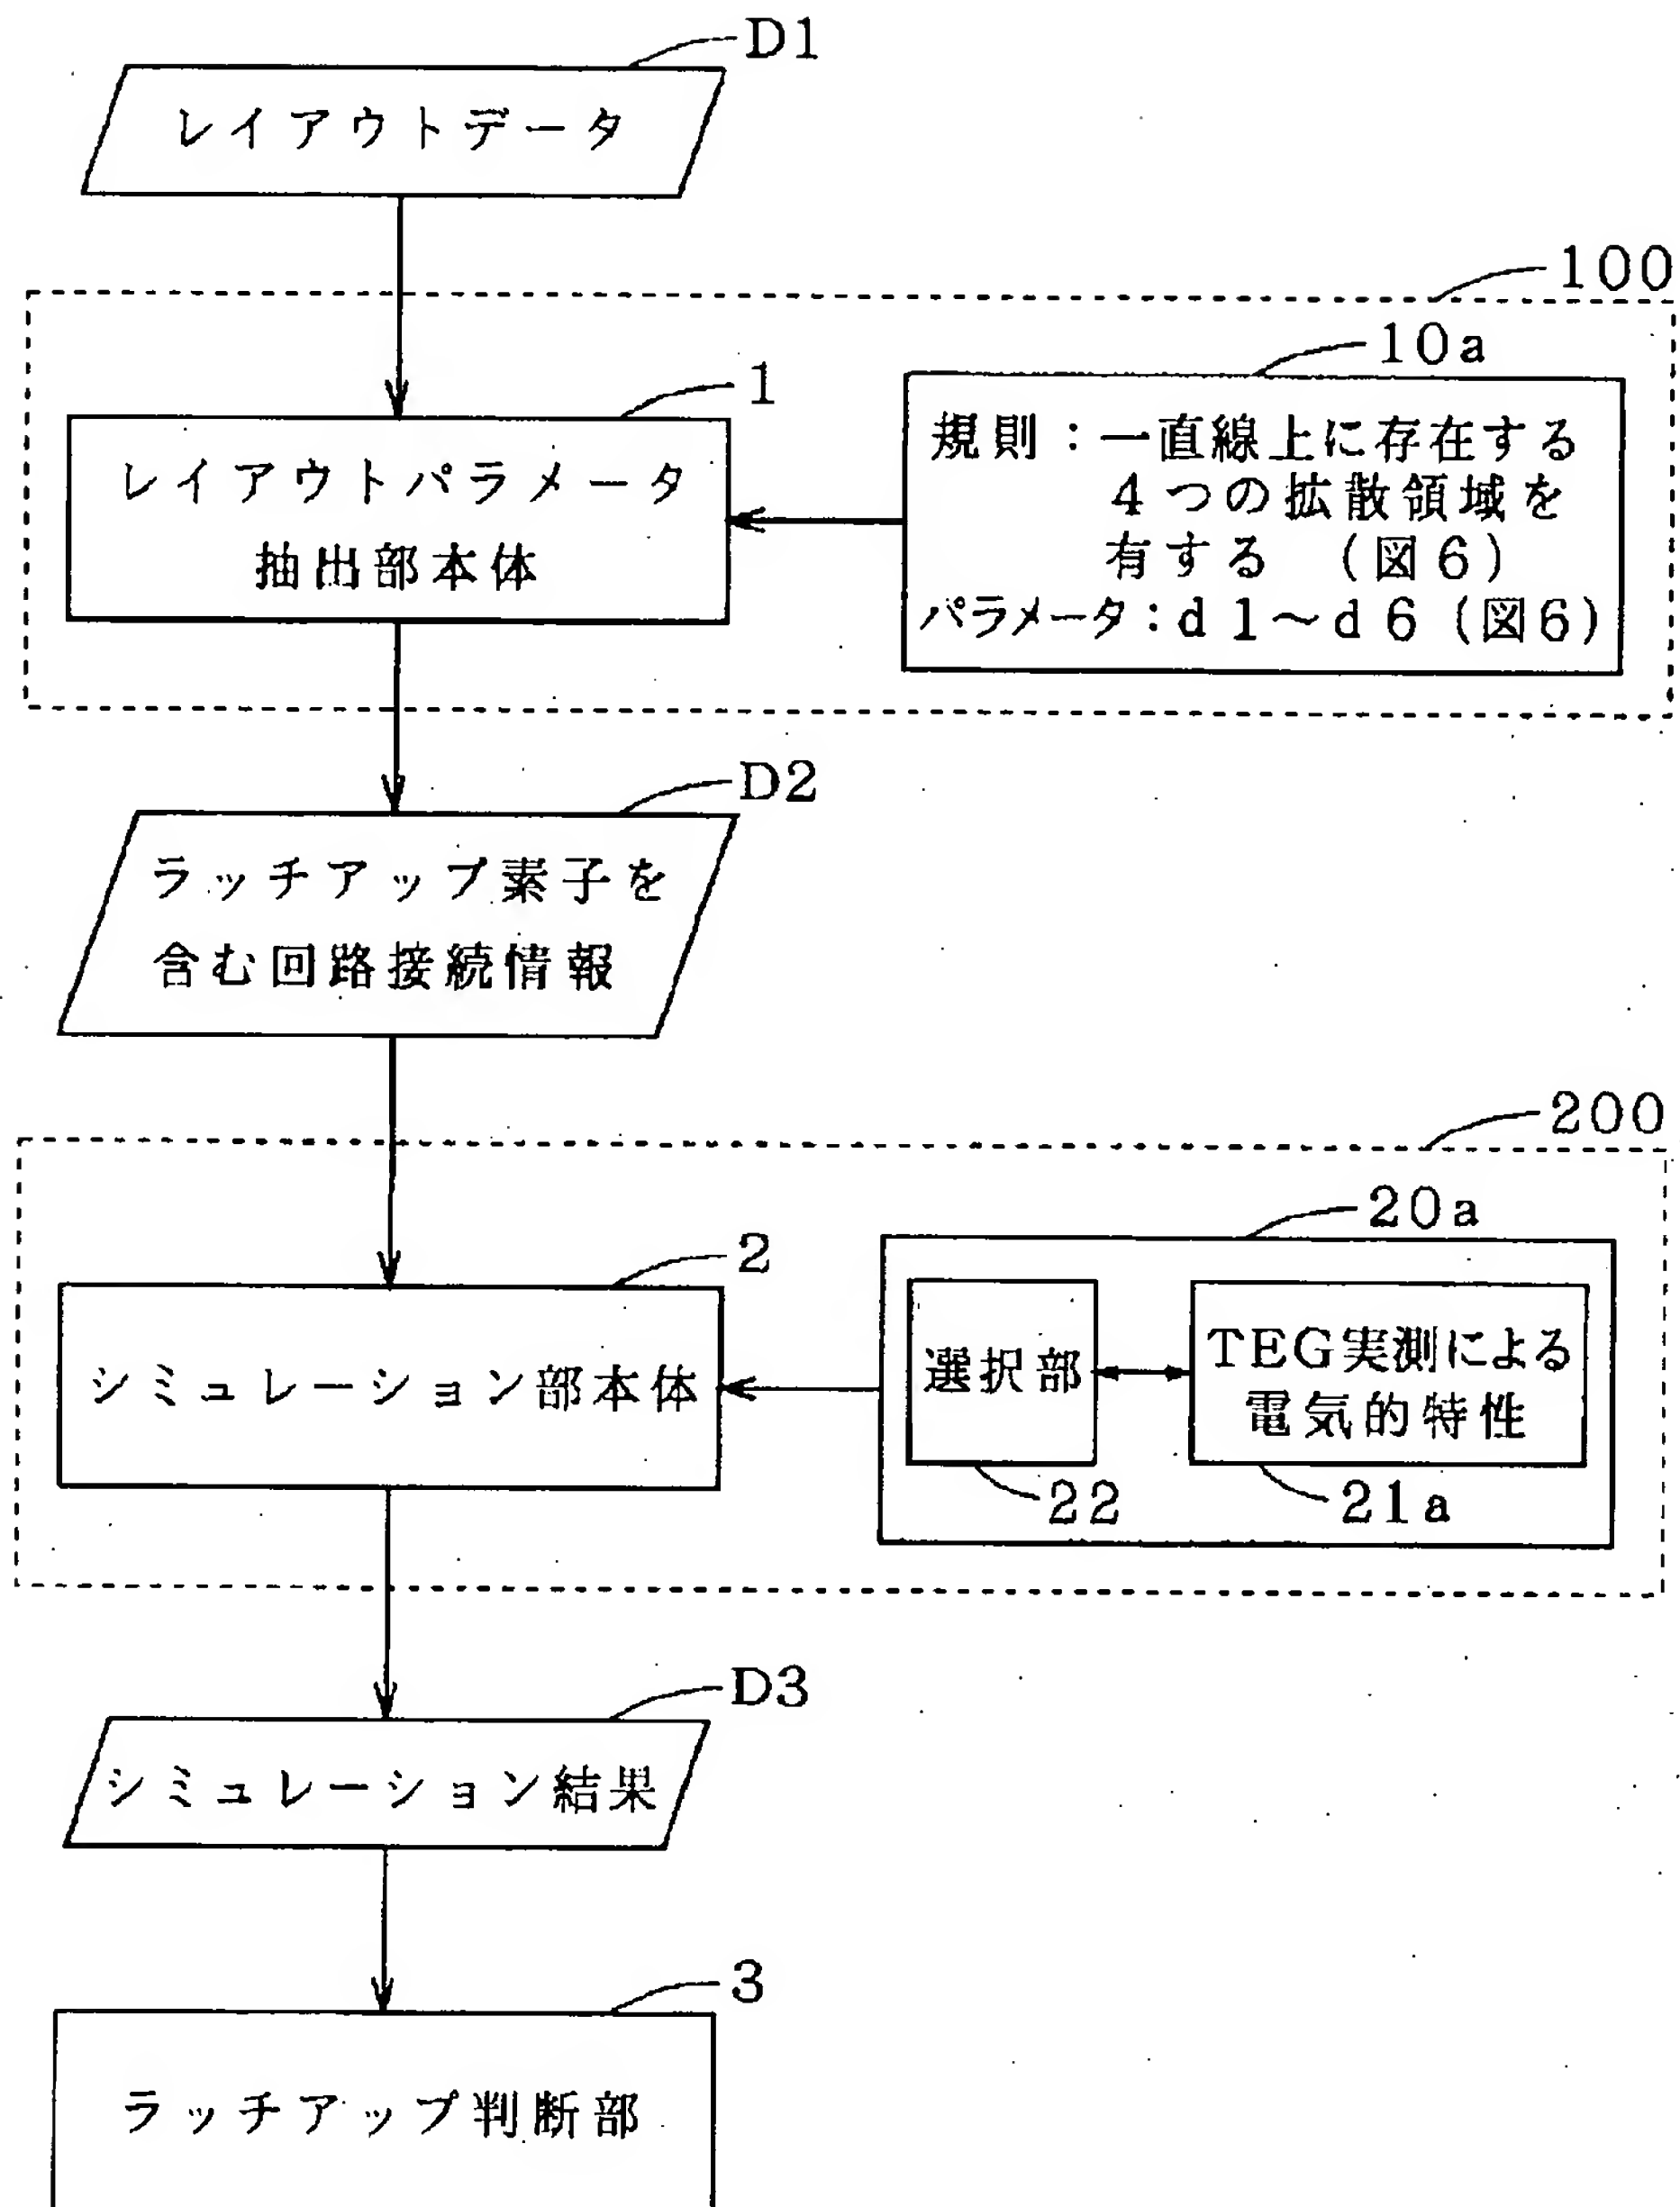 D1
レイアウトデータ
100
10a
1
レイアウトパラメータ
抽出部本体
規則：一直線上に存在する
4つの拡散領域を
有する （図6）
パラメータ：d1～d6（図6）
D2
ラッチアップ素子を
含む回路接続情報
200
20a
2
シミュレーション部本体
選択部
TEG実測による
電気的特性
22
21a
D3
シミュレーション結果
3
ラッチアップ判断部